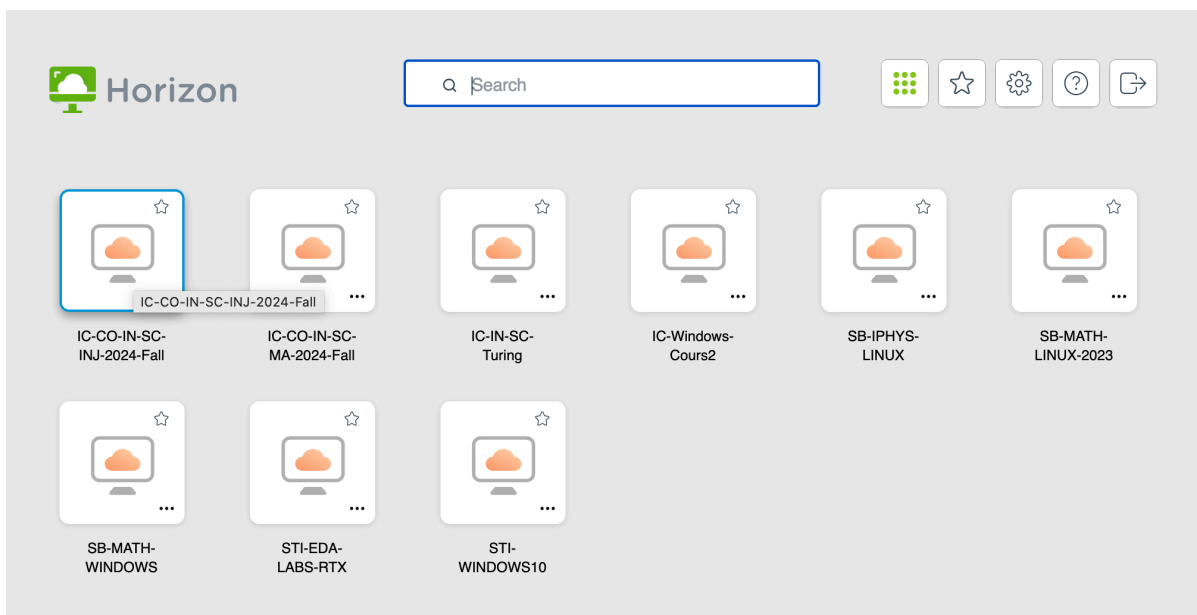 Horizon
Search
IC-CO-IN-SC-INJ-2024-Fall
IC-CO-IN-SC-
INJ-2024-Fall
IC-CO-IN-SC-
MA-2024-Fall
IC-IN-SC-
Turing
IC-Windows-
Cours2
SB-IPHYS-
LINUX
SB-MATH-
LINUX-2023
SB-MATH-
WINDOWS
STI-EDA-
LABS-RTX
STI-
WINDOWS10